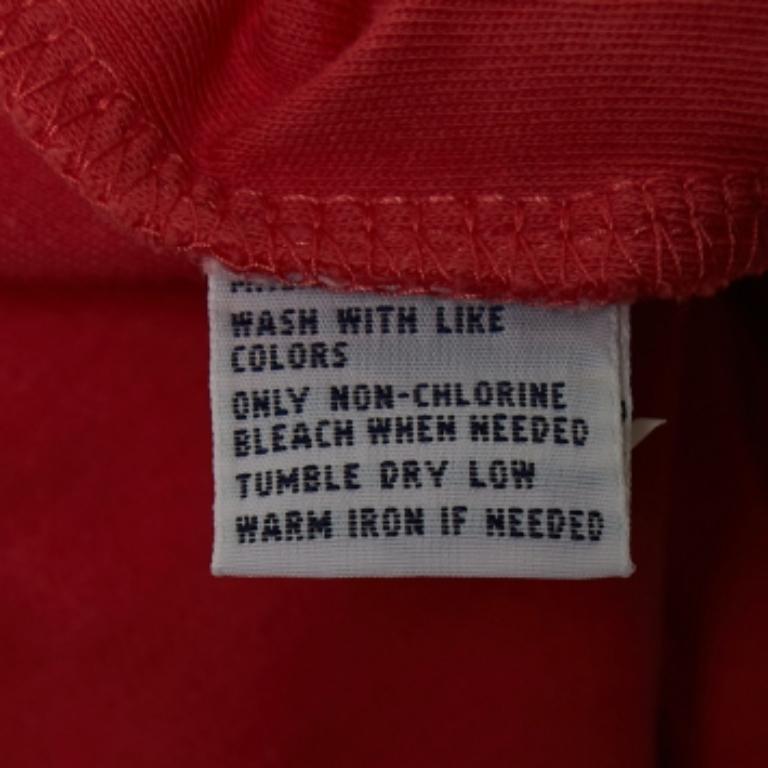 WASH WITH LIKE
COLORS
ONLY NON-CHLORINE
BLEACH WHEN NEEDED
TUMBLE DRY LOW
WARM IRON IF NEEDED